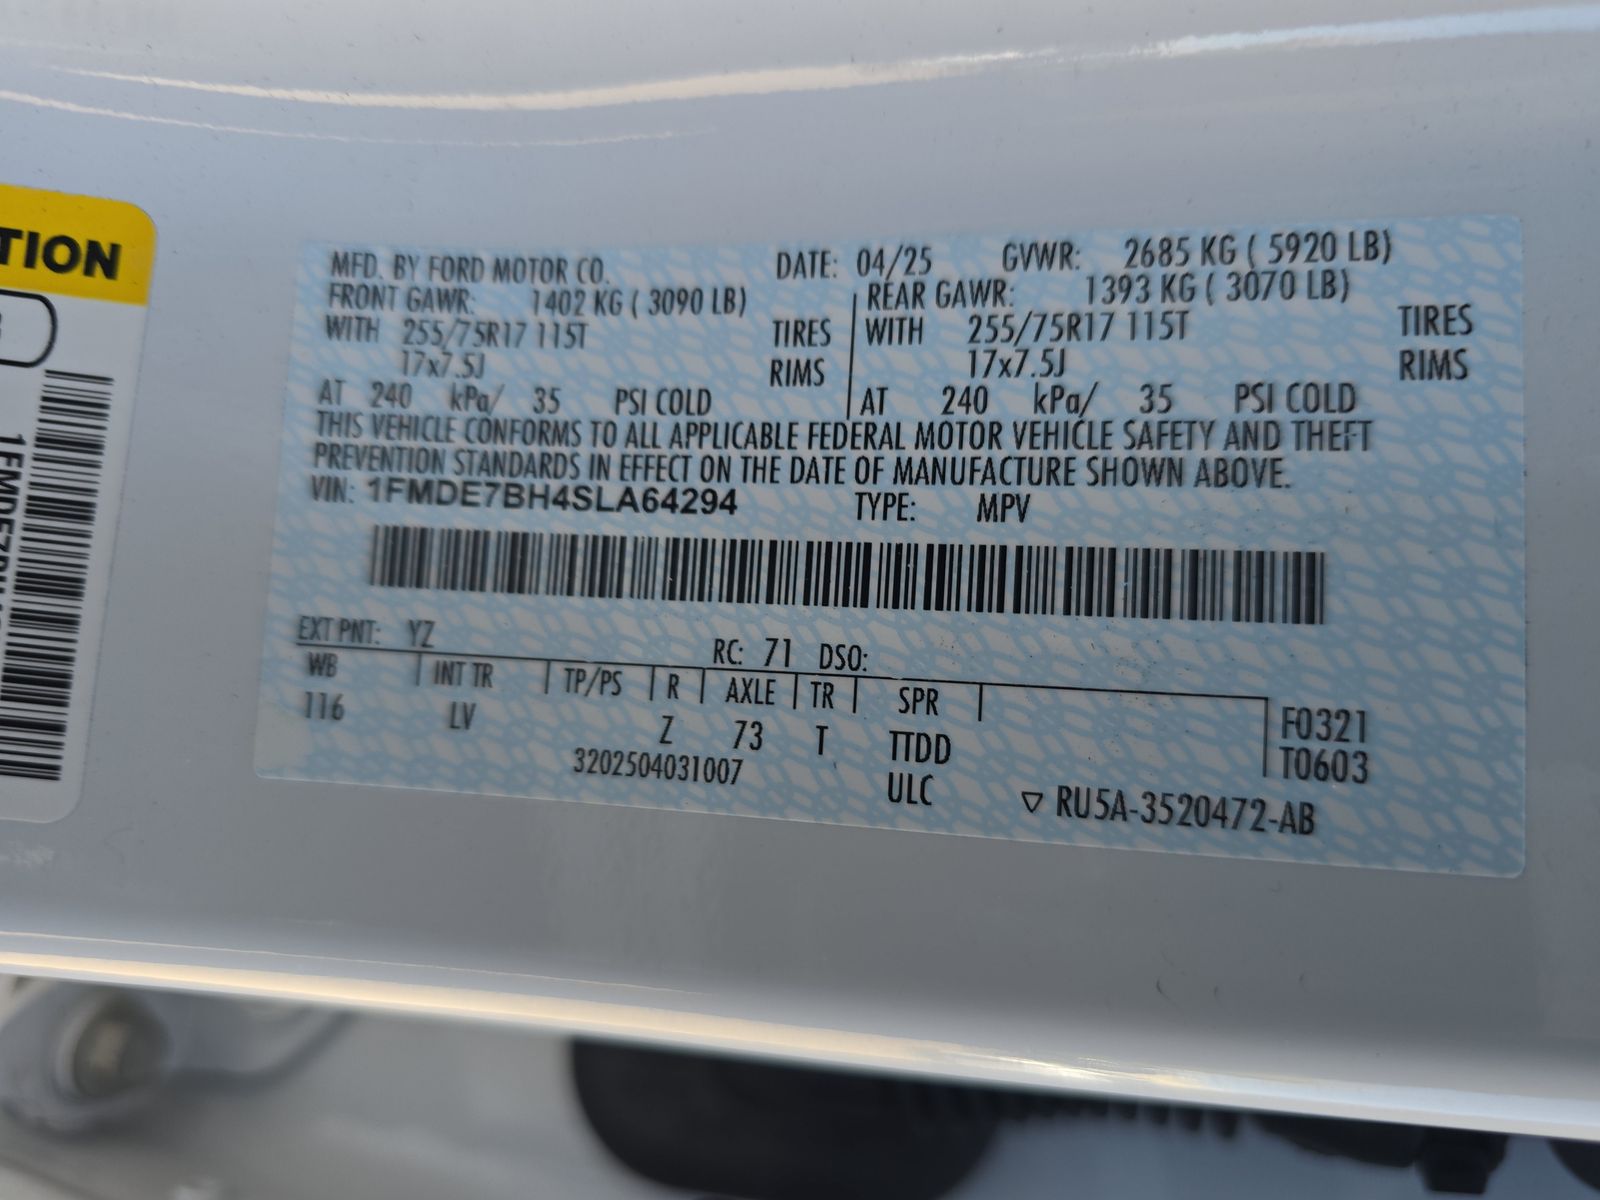 TION
1FMDE7BH4S
MFD. BY FORD MOTOR CO. DATE: 04/25 GVWR: 2685 KG ( 5920 LB)
FRONT GAWR: 1402 KG ( 3090 LB) REAR GAWR: 1393 KG ( 3070 LB)
WITH 255/75R17 115T TIRES WITH 255/75R17 115T TIRES
17x7.5J RIMS 17x7.5J RIMS
AT 240 kPa/ 35 PSI COLD AT 240 kPa/ 35 PSI COLD
THIS VEHICLE CONFORMS TO ALL APPLICABLE FEDERAL MOTOR VEHICLE SAFETY AND THEFT
PREVENTION STANDARDS IN EFFECT ON THE DATE OF MANUFACTURE SHOWN ABOVE.
VIN: 1FMDE7BH4SLA64294 TYPE: MPV
EXT PNT: YZ RC: 71 DSO:
WB INT TR TP/PS R AXLE TR SPR F0321
116 LV Z 73 T TTDD T0603
3202504031007 ULC ▽ RU5A-3520472-AB